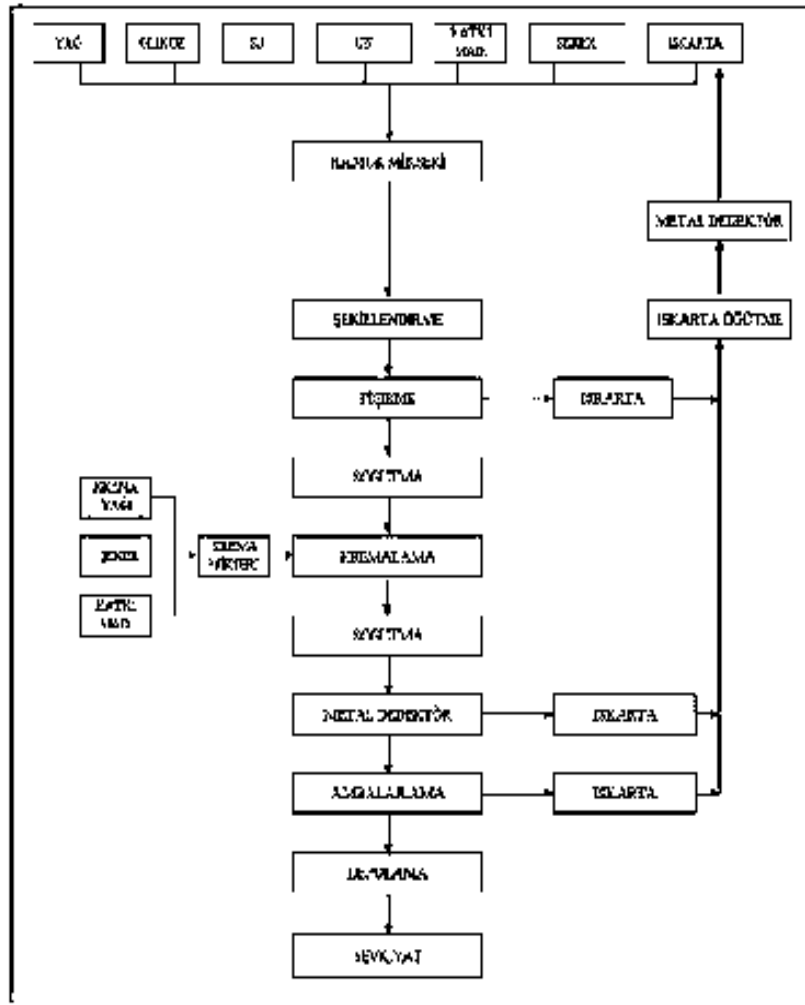 YAĞ
GLİKOZ
SU
UN
KATKI
MAD.
ŞEKER
ISKARTA
HAMUR MİKSERİ
METAL DEDEKTÖR
ŞEKİLLENDİRME
ISKARTA ÖĞÜTME
PİŞİRME
ISKARTA
SOĞUTMA
KREMA
YAĞI
ŞEKER
KREMA
MİKSERİ
KREMALAMA
KATKI
MAD.
SOĞUTMA
METAL DEDEKTÖR
ISKARTA
AMBALAJLAMA
ISKARTA
DEPOLAMA
SEVKİYAT